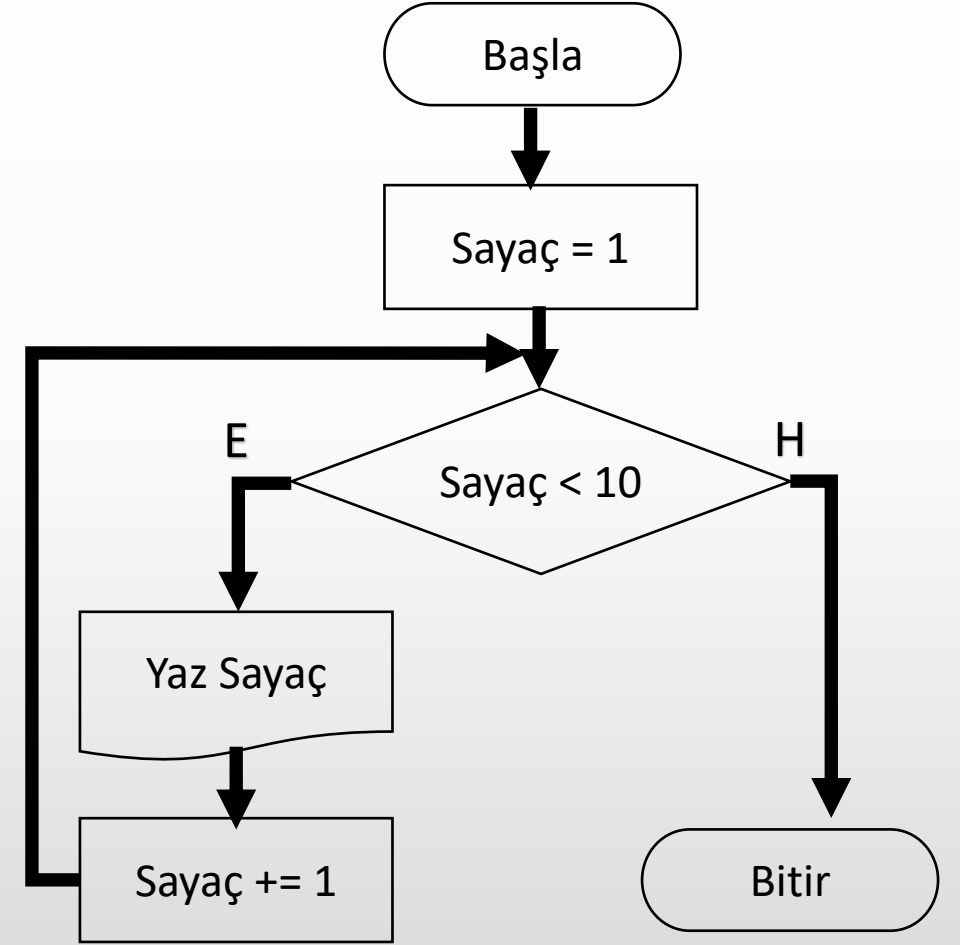 Başla
Sayaç = 1
E
H
Sayaç < 10
Yaz Sayaç
Sayaç += 1
Bitir